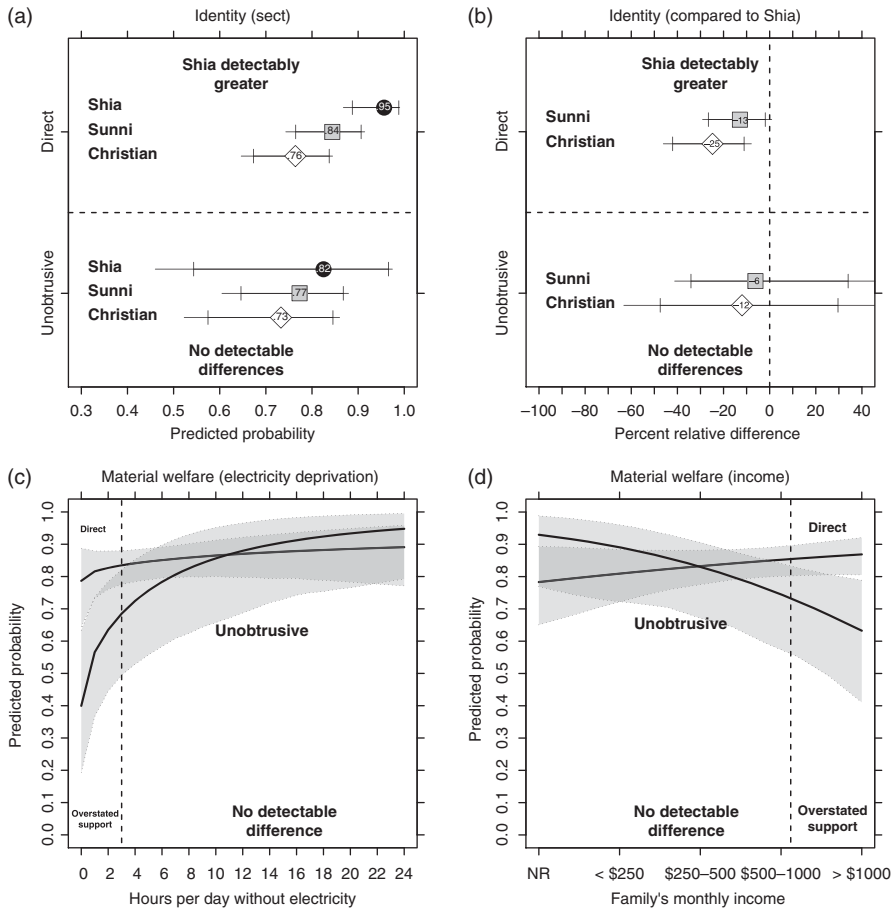 (a)
Identity (sect)
Shia detectably
greater
Direct
Shia
.95
Sunni
.84
Christian
.76
Unobtrusive
Shia
.82
Sunni
.77
Christian
.73
No detectable
differences
0.3 0.4 0.5 0.6 0.7 0.8 0.9 1.0
Predicted probability
(b)
Identity (compared to Shia)
Shia detectably
greater
Direct
Sunni
−13
Christian
−25
Unobtrusive
Sunni
−6
Christian
−12
No detectable
differences
−100 −80 −60 −40 −20 0 20 40
Percent relative difference
(c)
Material welfare (electricity deprivation)
Predicted probability
1.0
0.9
0.8
0.7
0.6
0.5
0.4
0.3
0.2
0.1
0.0
Direct
Unobtrusive
Overstated
support
No detectable
difference
0 2 4 6 8 10 12 14 16 18 20 22 24
Hours per day without electricity
(d)
Material welfare (income)
Predicted probability
1.0
0.9
0.8
0.7
0.6
0.5
0.4
0.3
0.2
0.1
0.0
Direct
Unobtrusive
No detectable
difference
Overstated
support
NR < $250 $250–500 $500–1000 > $1000
Family's monthly income